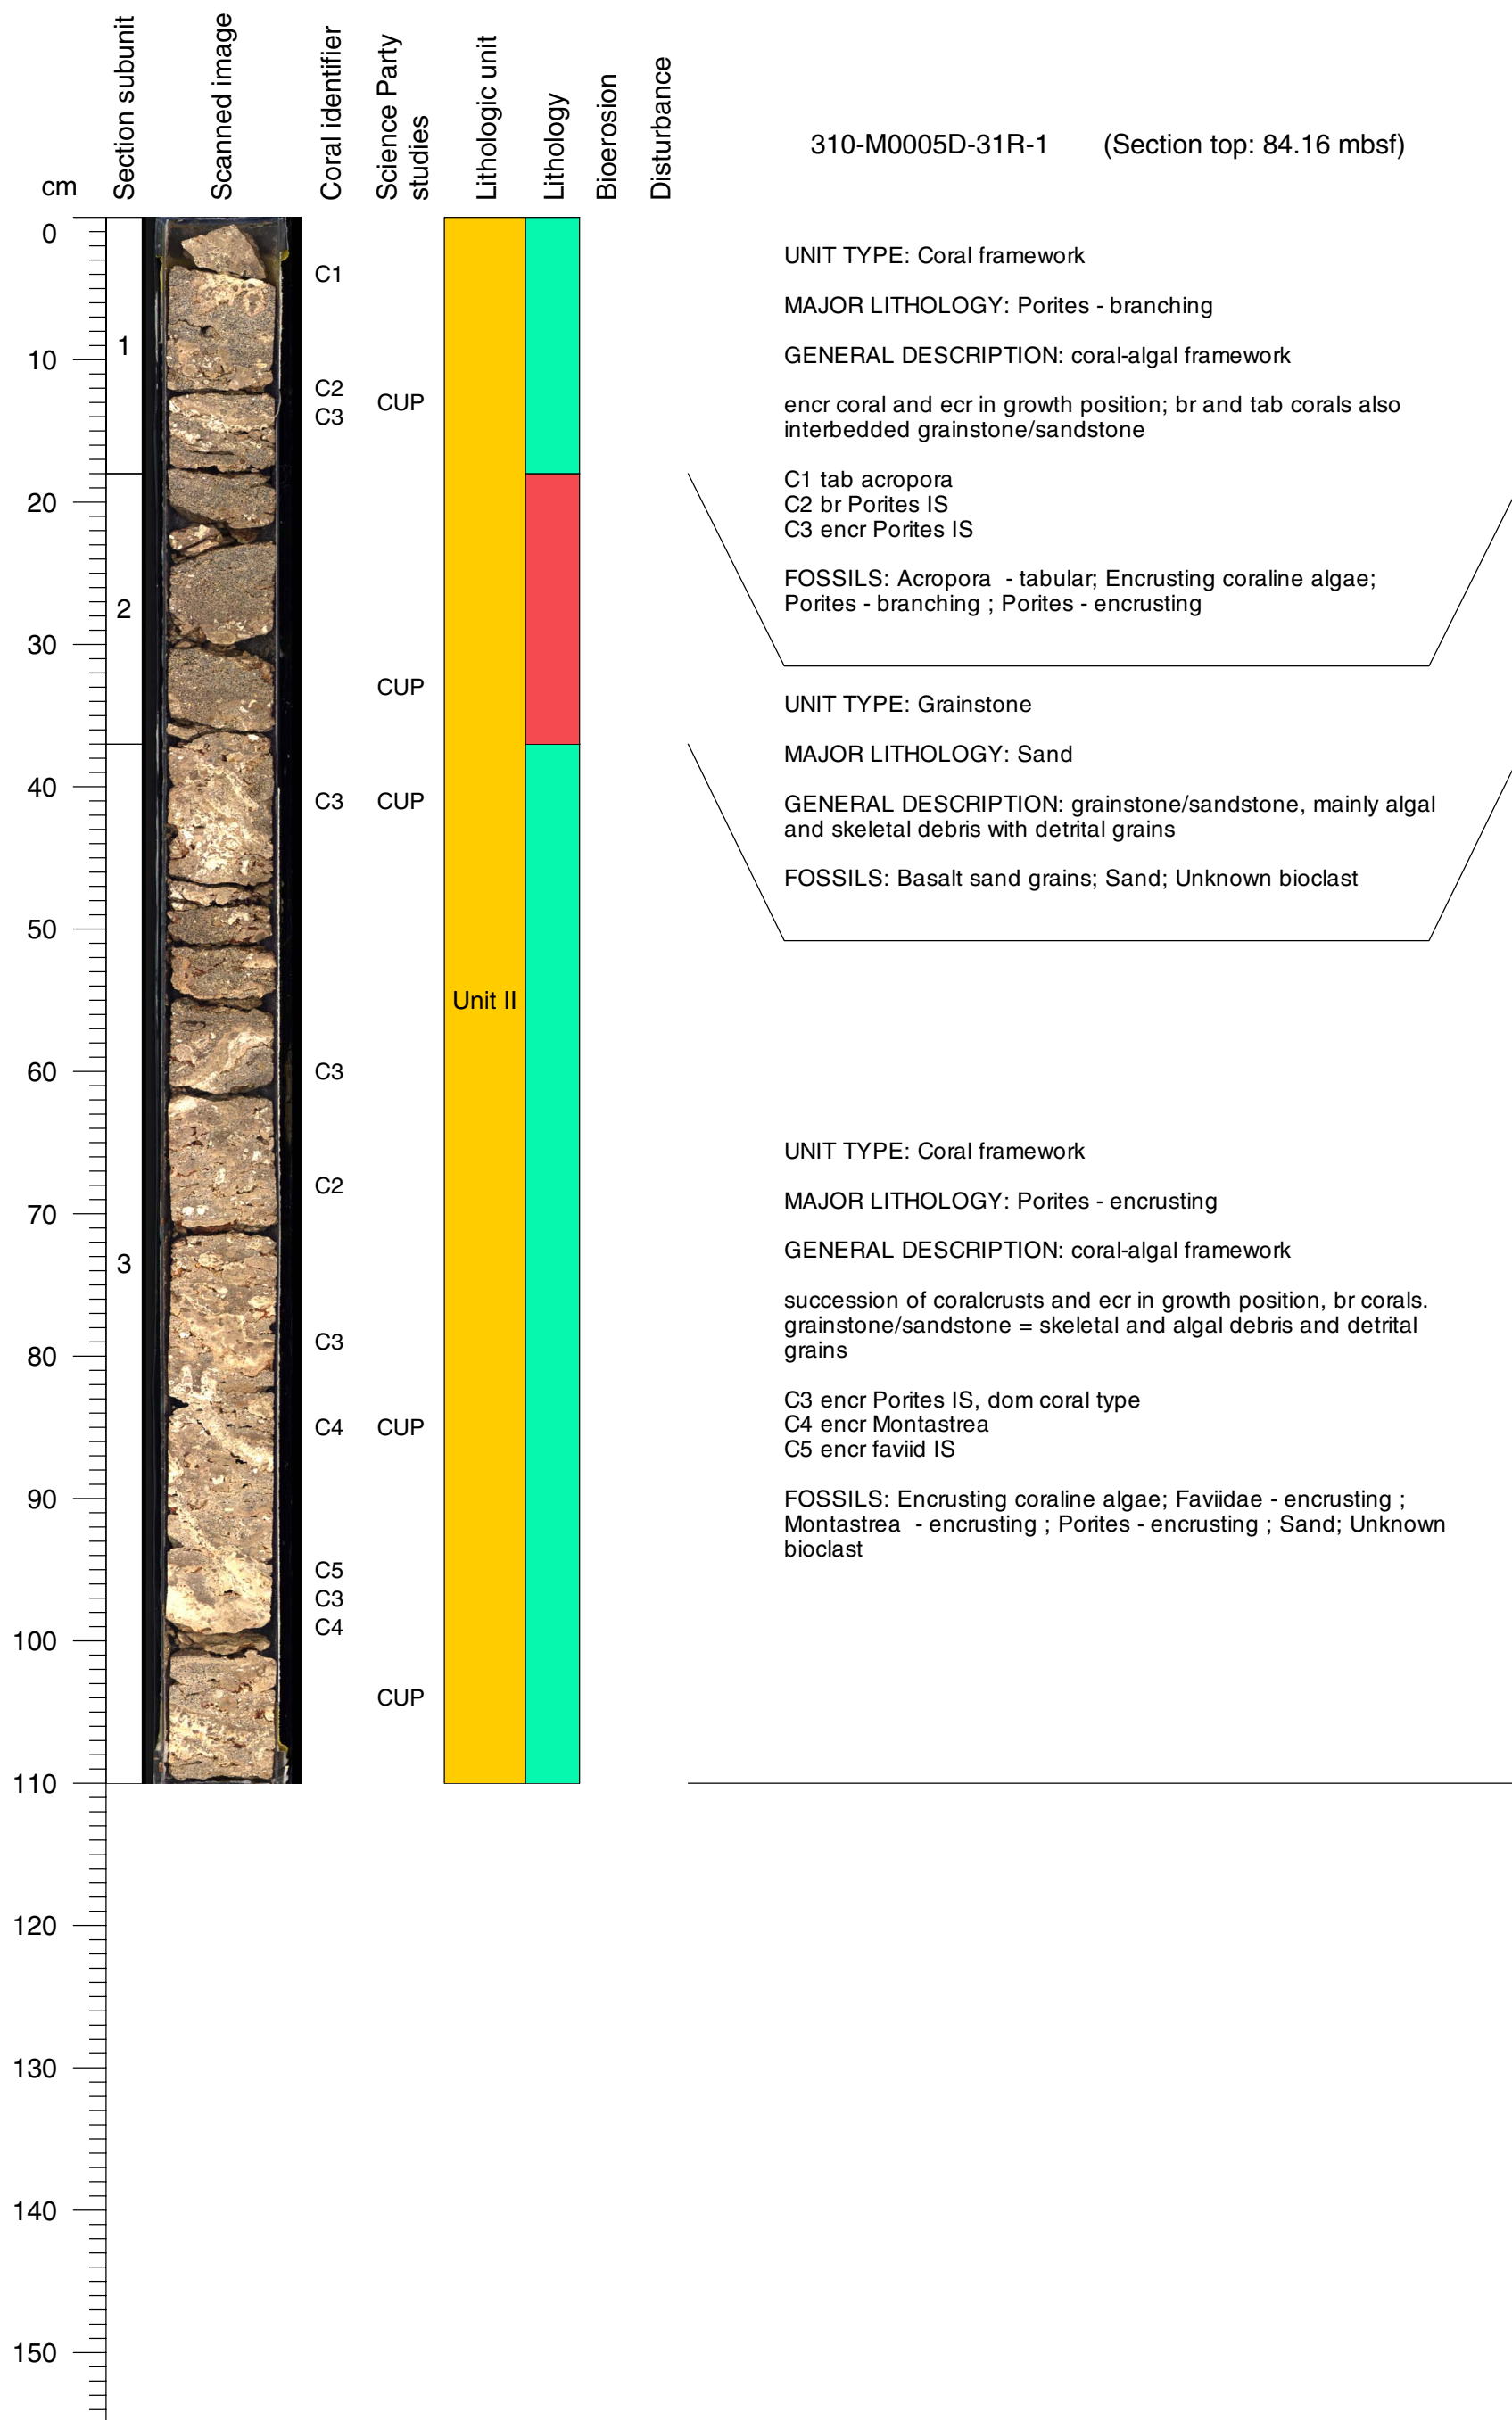 Section subunit
Scanned image
Coral identifier
Science Party
studies
Lithologic unit
Lithology
Bioerosion
Disturbance
310-M0005D-31R-1 (Section top: 84.16 mbsf)
cm
0
10
20
30
40
50
60
70
80
90
100
110
120
130
140
150
1
2
3
C1
C2
C3
C3
C3
C2
C3
C4
C5
C3
C4
CUP
CUP
CUP
CUP
CUP
Unit II
UNIT TYPE: Coral framework
MAJOR LITHOLOGY: Porites - branching
GENERAL DESCRIPTION: coral-algal framework
encr coral and ecr in growth position; br and tab corals also
interbedded grainstone/sandstone
C1 tab acropora
C2 br Porites IS
C3 encr Porites IS
FOSSILS: Acropora - tabular; Encrusting coraline algae;
Porites - branching ; Porites - encrusting
UNIT TYPE: Grainstone
MAJOR LITHOLOGY: Sand
GENERAL DESCRIPTION: grainstone/sandstone, mainly algal
and skeletal debris with detrital grains
FOSSILS: Basalt sand grains; Sand; Unknown bioclast
UNIT TYPE: Coral framework
MAJOR LITHOLOGY: Porites - encrusting
GENERAL DESCRIPTION: coral-algal framework
succession of coralcrusts and ecr in growth position, br corals.
grainstone/sandstone = skeletal and algal debris and detrital
grains
C3 encr Porites IS, dom coral type
C4 encr Montastrea
C5 encr faviid IS
FOSSILS: Encrusting coraline algae; Faviidae - encrusting ;
Montastrea - encrusting ; Porites - encrusting ; Sand; Unknown
bioclast